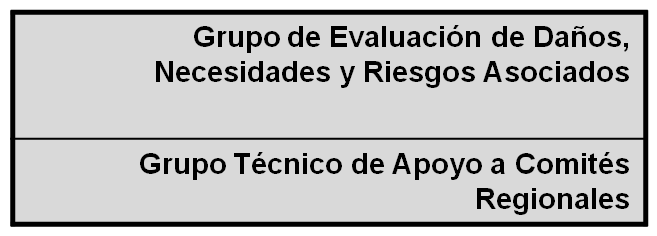 Grupo de Evaluación de Daños,
Necesidades y Riesgos Asociados
Grupo Técnico de Apoyo a Comités
Regionales